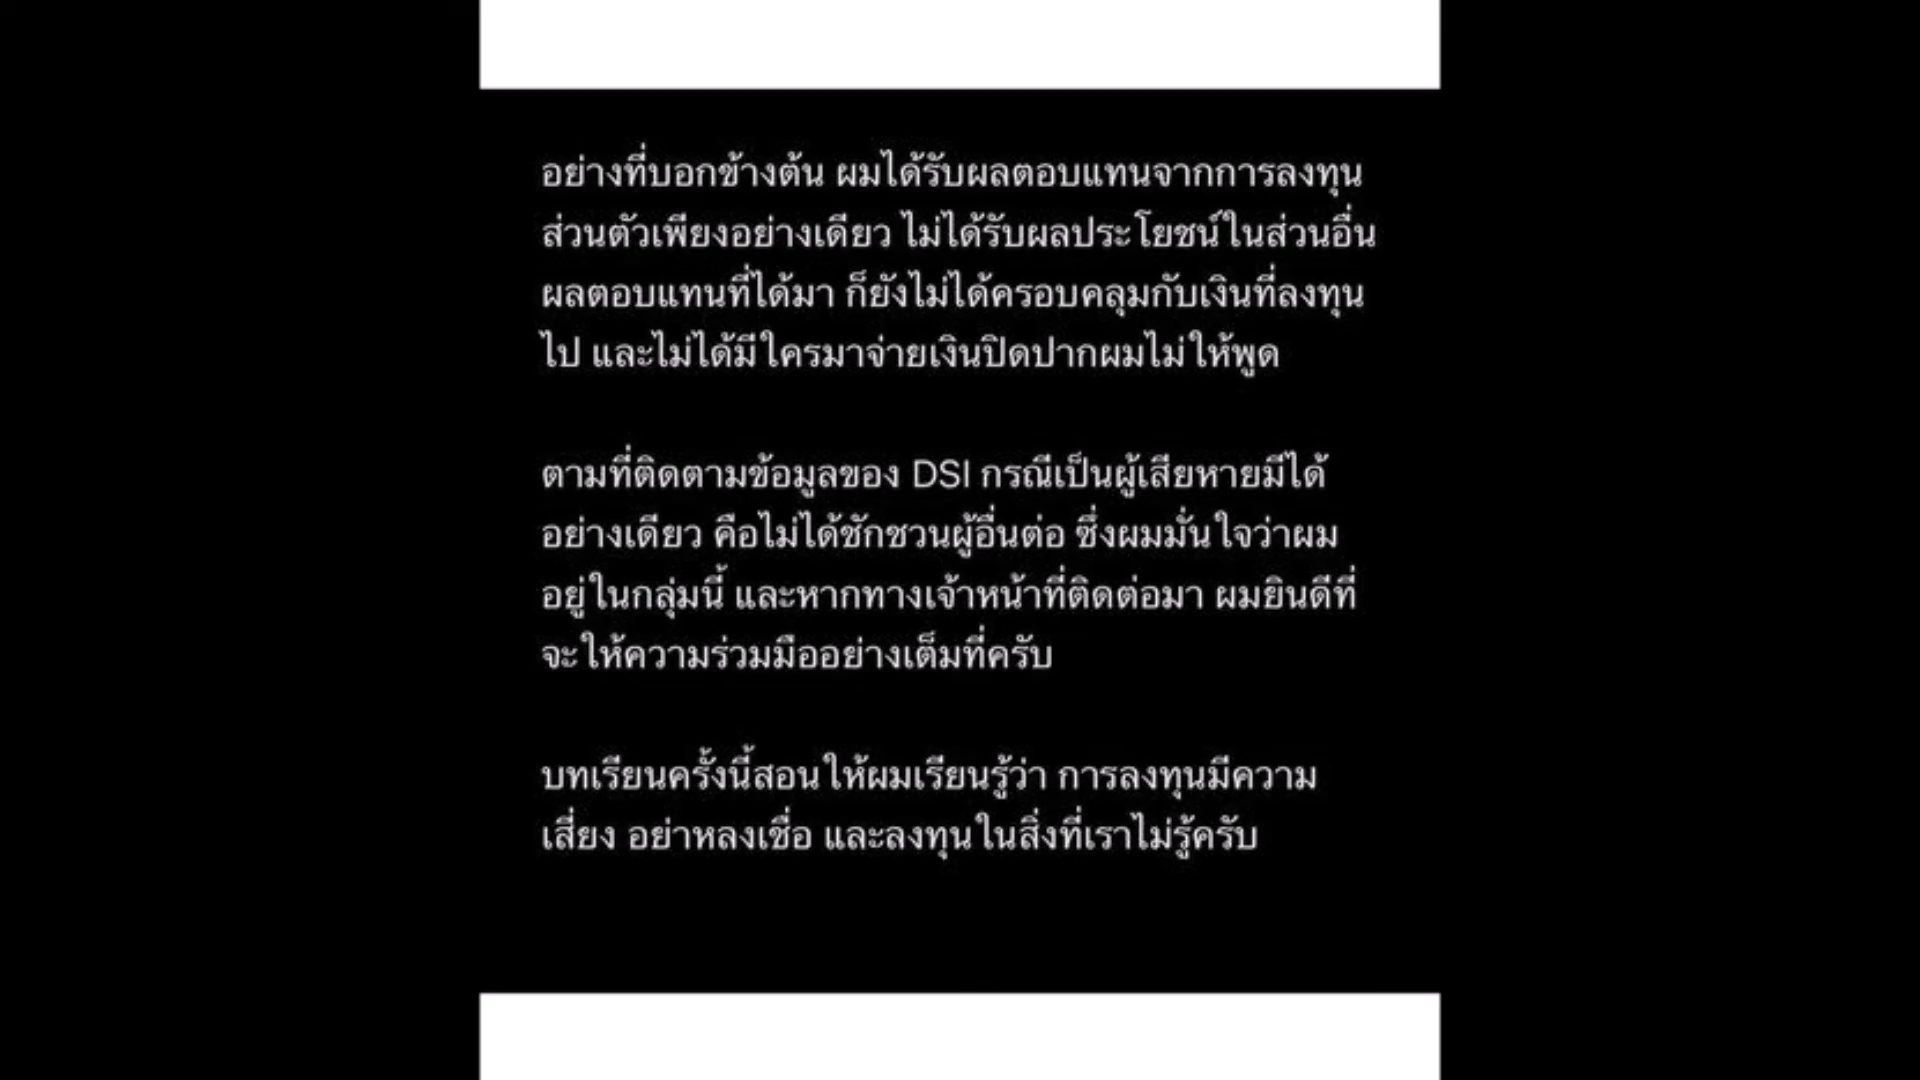 อย่างที่บอกข้างต้น ผมได้รับผลตอบแทนจากการลงทุน
ส่วนตัวเพียงอย่างเดียว ไม่ได้รับผลประโยชน์ในส่วนอื่น
ผลตอบแทนที่ได้มา ก็ยังไม่ได้ครอบคลุมกับเงินที่ลงทุน
ไป และไม่ได้มีใครมาจ่ายเงินปิดปากผมไม่ให้พูด
ตามที่ติดตามข้อมูลของ DSI กรณีเป็นผู้เสียหายมีได้
อย่างเดียว คือไม่ได้ชักชวนผู้อื่นต่อ ซึ่งผมมั่นใจว่าผม
อยู่ในกลุ่มนี้ และหากทางเจ้าหน้าที่ติดต่อมา ผมยินดีที่
จะให้ความร่วมมืออย่างเต็มที่ครับ
บทเรียนครั้งนี้สอนให้ผมเรียนรู้ว่า การลงทุนมีความ
เสี่ยง อย่าหลงเชื่อ และลงทุนในสิ่งที่เราไม่รู้ครับ